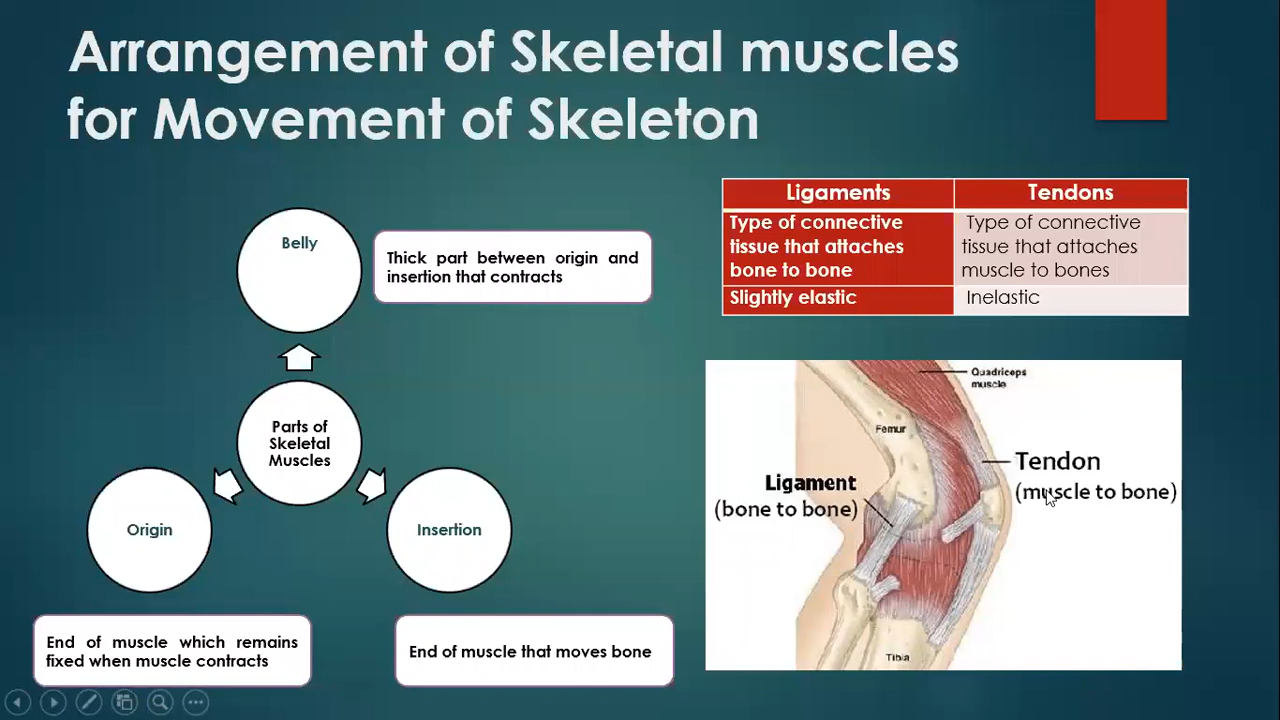 Arrangement of Skeletal muscles
for Movement of Skeleton
Belly
Thick part between origin and
insertion that contracts
Parts of
Skeletal
Muscles
Origin
Insertion
End of muscle which remains
fixed when muscle contracts
End of muscle that moves bone
Ligaments
Tendons
Type of connective
tissue that attaches
bone to bone
Type of connective
tissue that attaches
muscle to bones
Slightly elastic
Inelastic
Quadriceps
muscle
Femur
Tendon
(muscle to bone)
Ligament
(bone to bone)
Tibia